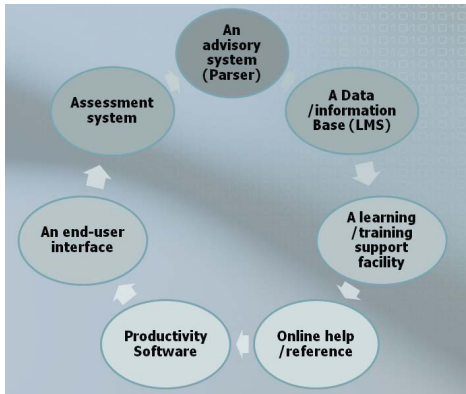 An
advisory
system
(Parser)
A Data
/information
Base (LMS)
A learning
/training
support
facility
Online help
/reference
Productivity
Software
An end-user
interface
Assessment
system